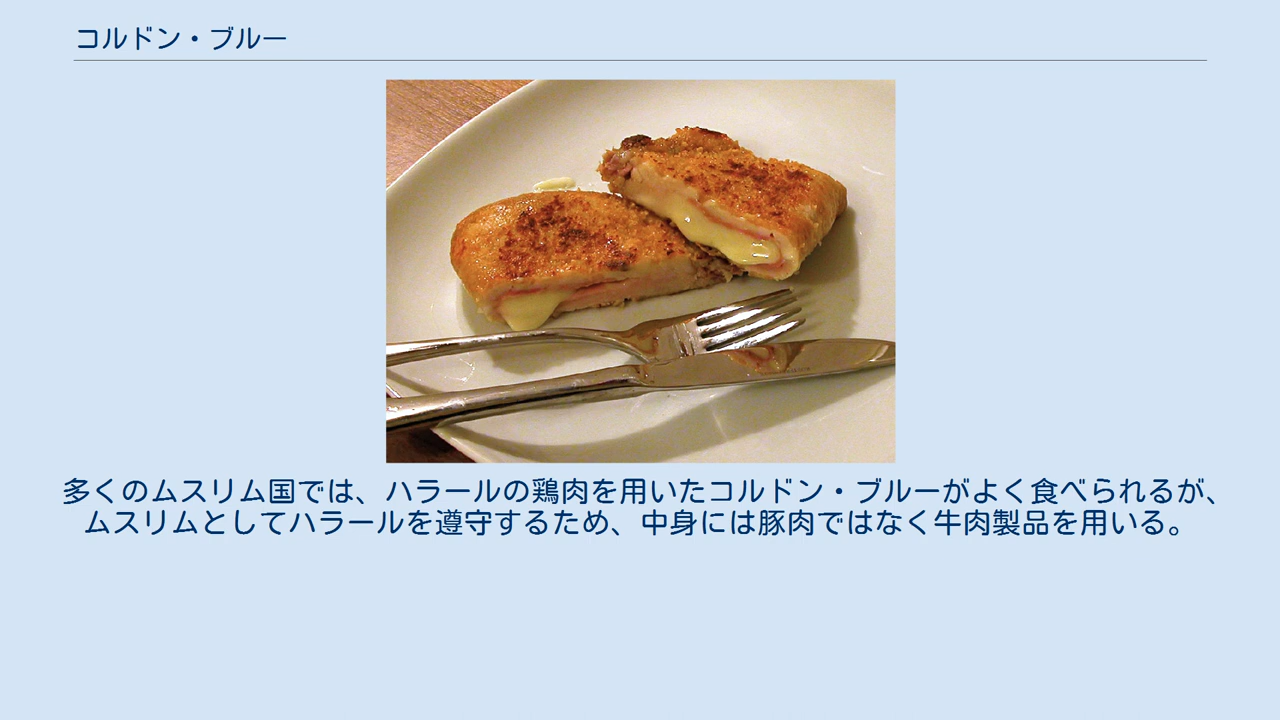 コルドン・ブルー
多くのムスリム国では、ハラールの鶏肉を用いたコルドン・ブルーがよく食べられるが、
ムスリムとしてハラールを遵守するため、中身には豚肉ではなく牛肉製品を用いる。